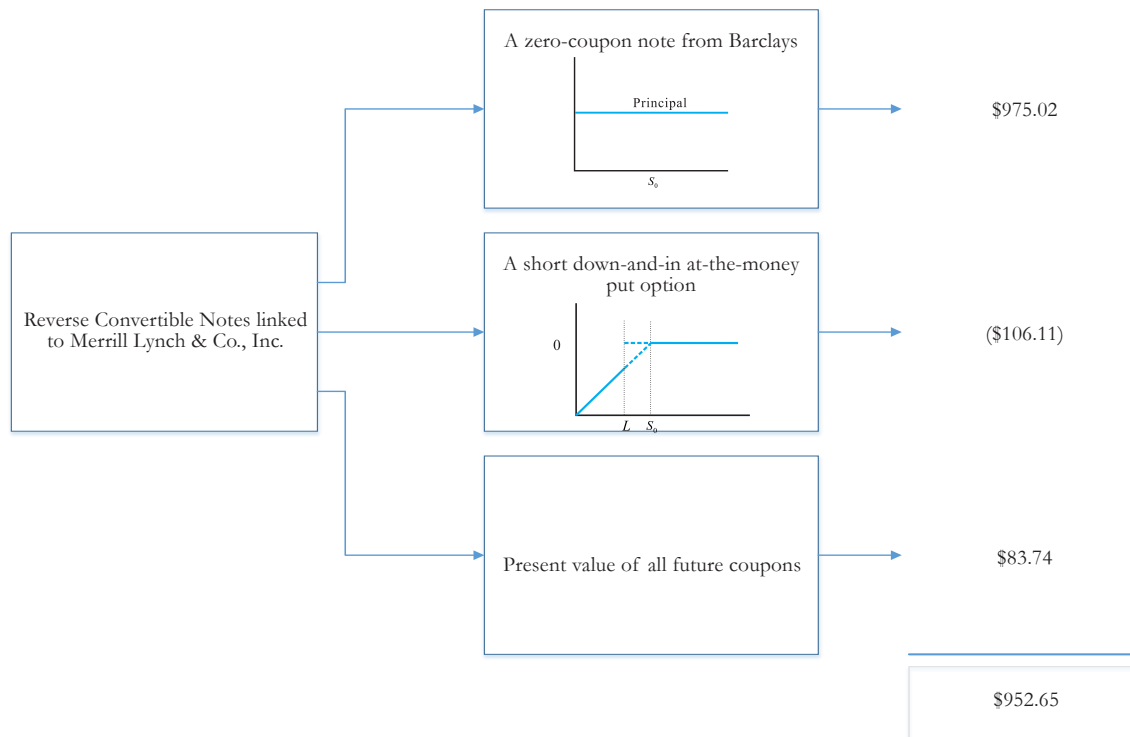 A zero-coupon note from Barclays
Principal
S₀
$975.02
Reverse Convertible Notes linked
to Merrill Lynch & Co., Inc.
A short down-and-in at-the-money
put option
0
L S₀
($106.11)
Present value of all future coupons
$83.74
$952.65